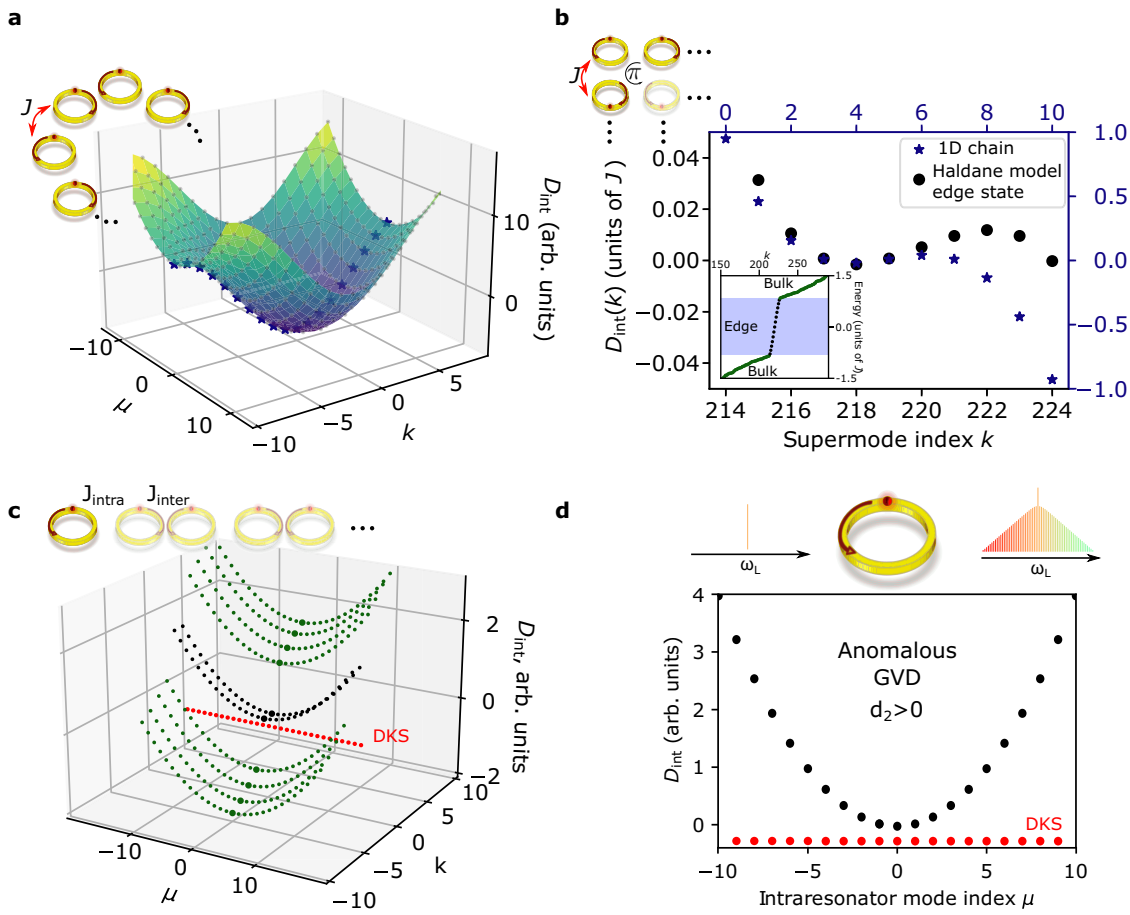 a
J
D_int (arb. units)
10
0
−10
0
10
μ
−10
−5
0
5
k
b
J
π
0
2
4
6
8
10
1D chain
Haldane model
edge state
D_int(k) (units of J)
0.04
0.02
0.00
−0.02
−0.04
1.0
0.5
0.0
−0.5
−1.0
k
150
200
250
Bulk
Edge
Bulk
1.5
0.0
−1.5
Energy (units of J)
214
216
218
220
222
224
Supermode index k
c
J_intra
J_inter
D_int, arb. units
2
0
−2
DKS
−10
0
10
μ
−10
−5
0
5
10
k
d
ω_L
ω_L
D_int (arb. units)
4
3
2
1
0
Anomalous
GVD
d_2>0
DKS
−10
−5
0
5
10
Intraresonator mode index μ